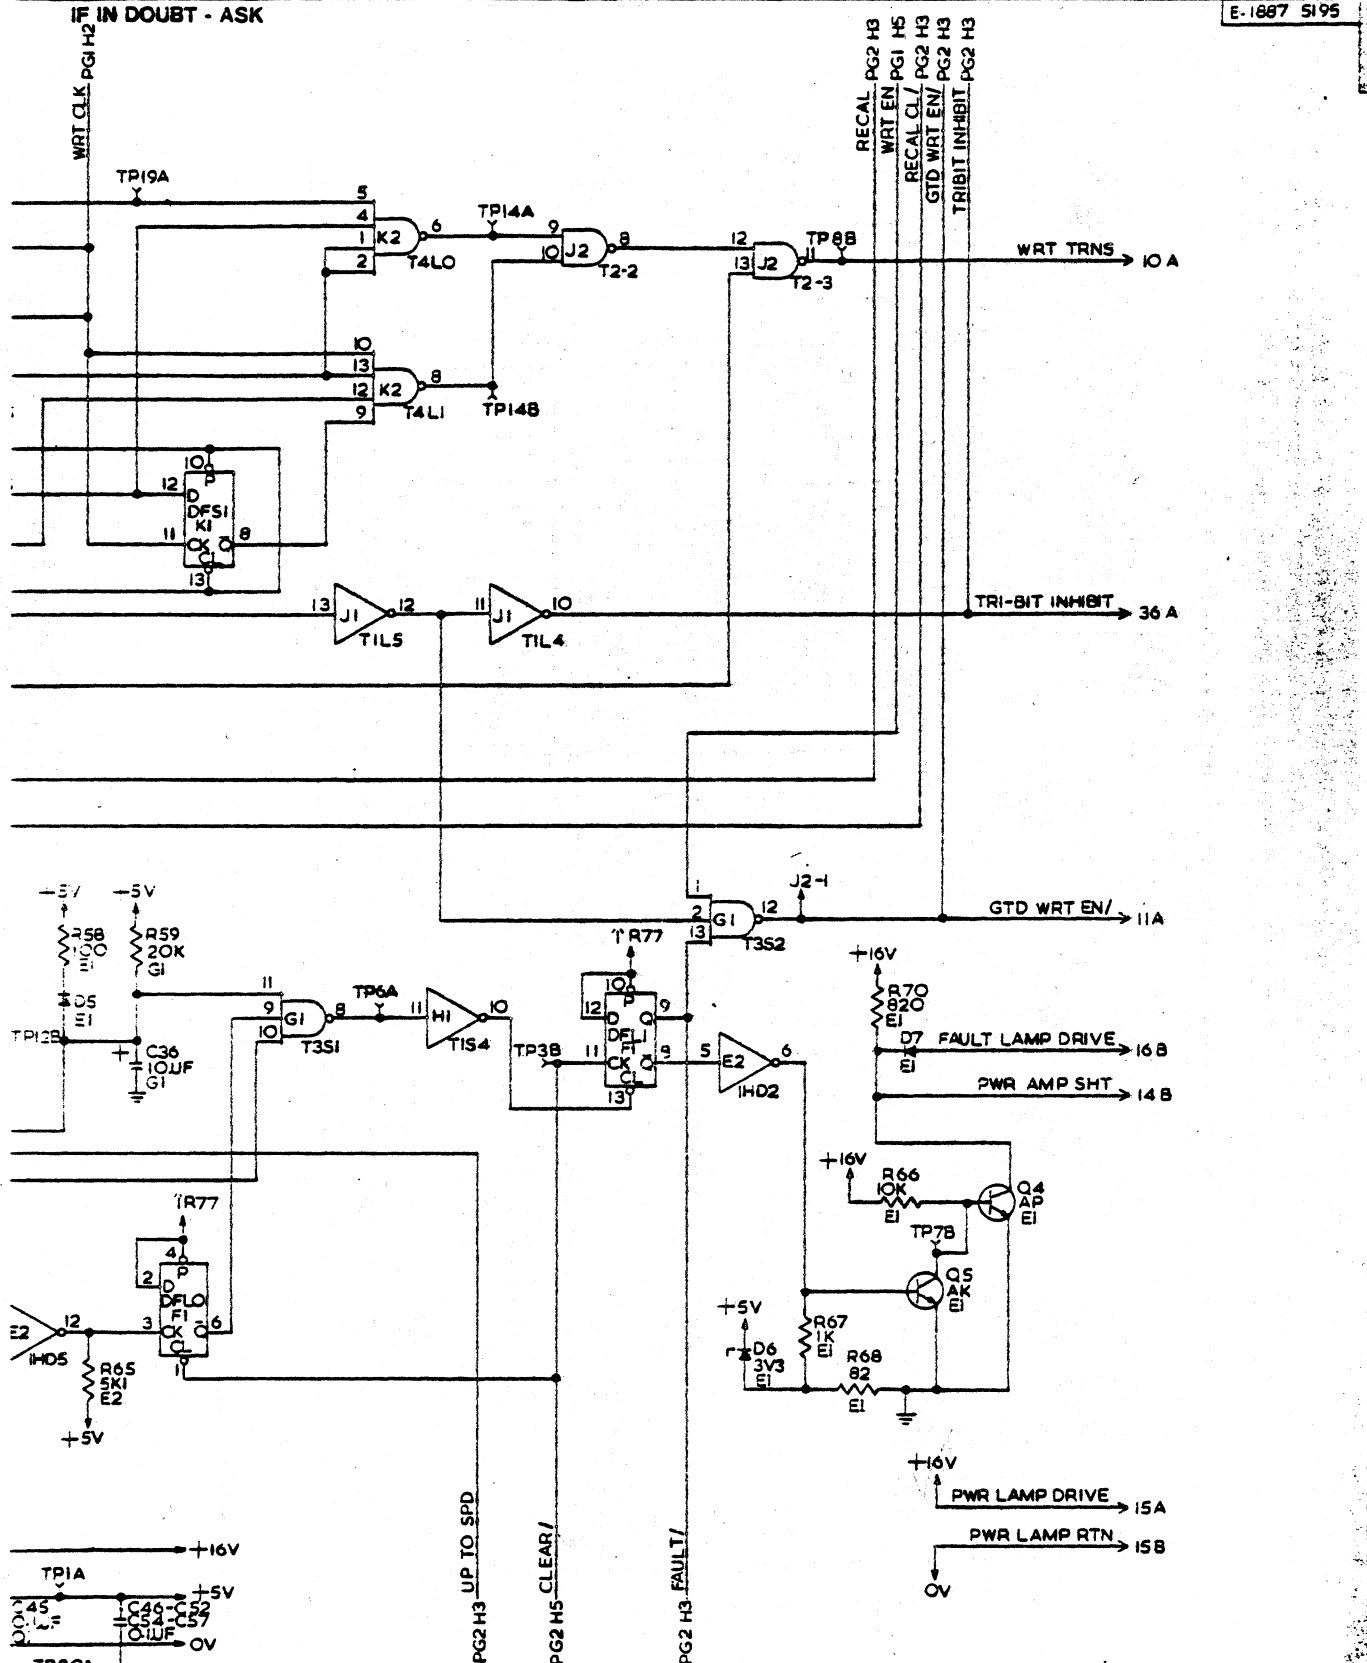 IF IN DOUBT - ASK
E-1887 5195
WRT CLK PG1 H2
RECAL PG2 H3
WRT EN PG1 H5
RECAL CL/ PG2 H3
GTD WRT EN/ PG2 H3
TRIBIT INHIBIT PG2 H3
TP19A
5
4
1
2
K2
6
T4L0
TP14A
9
10
J2
8
T2-2
12
13
J2
11
T2-3
TP8B
WRT TRNS
10A
10
13
12
9
K2
8
T4L1
TP14B
10
P
12
D
DFS1
K1
11
CK
Q
8
CL
13
13
J1
12
T1L5
11
J1
10
T1L4
TRI-BIT INHIBIT
36A
1
2
13
G1
12
T3S2
J2-1
GTD WRT EN/
11A
+5V
+5V
R58
100
E1
R59
20K
G1
D5
E1
TP12B
+
C36
10UF
G1
11
9
10
G1
8
T3S1
TP6A
11
H1
10
T1S4
TR77
10
P
12
D
Q
9
DFL1
F1
TP3B
11
CK
Q
CL
13
5
E2
6
1HD2
+16V
R70
820
E1
D7
E1
FAULT LAMP DRIVE
16B
PWR AMP SHT
14B
+16V
R66
10K
E1
Q4
AP
E1
TP7B
Q5
AK
E1
+5V
D6
3V3
E1
R67
1K
E1
R68
82
E1
TR77
4
P
2
D
DFL0
F1
3
CK
Q
6
CL
1
E2
12
1HD5
R65
5K1
E2
+5V
+16V
PWR LAMP DRIVE
15A
PWR LAMP RTN
15B
0V
UP TO SPD PG2 H3
CLEAR/ PG2 H5
FAULT/ PG2 H3
+16V
TP1A
+5V
C46-C52
C54-C57
0.1UF
0V